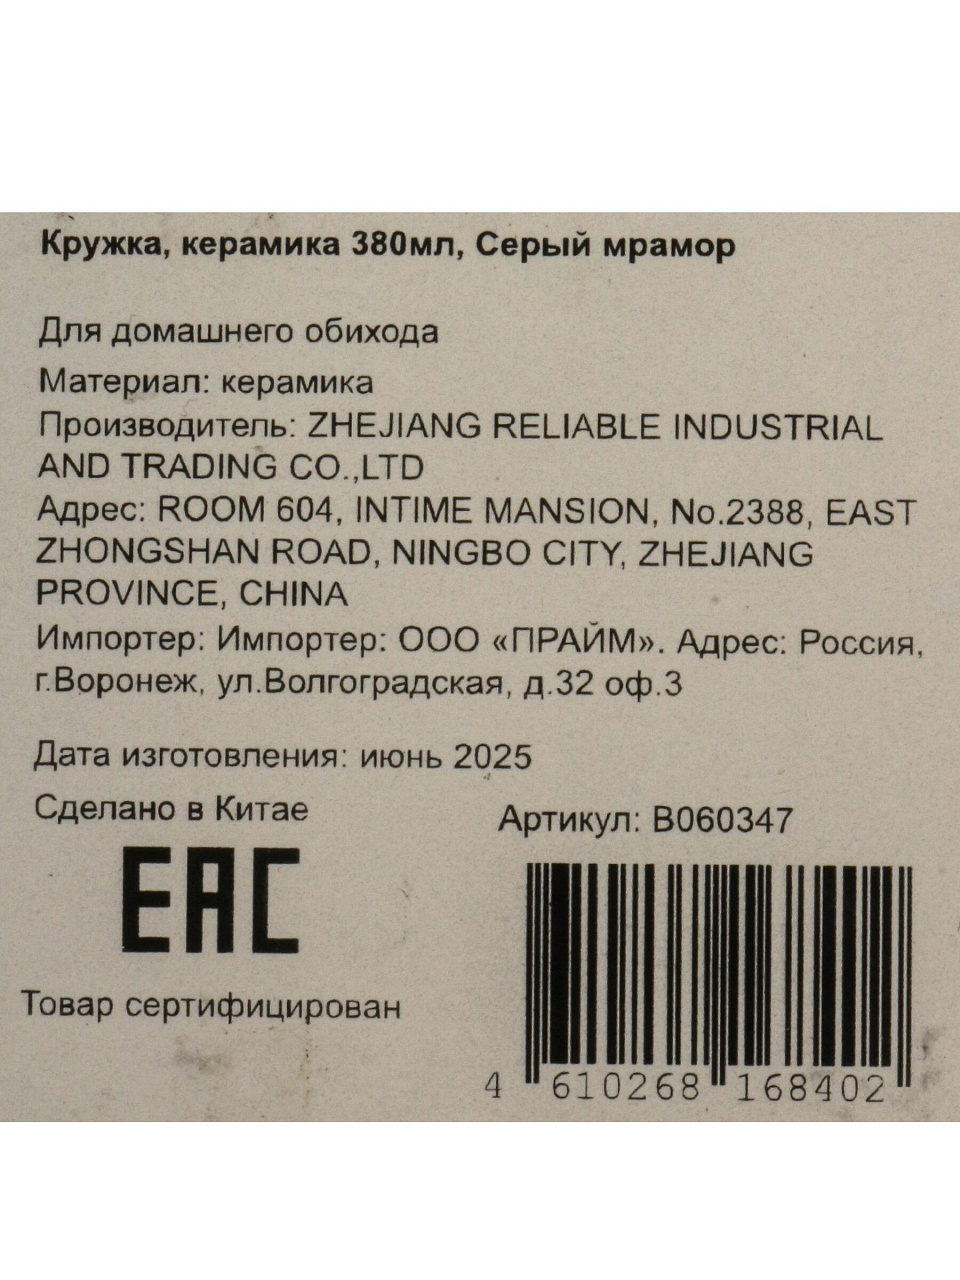 Кружка, керамика 380мл, Серый мрамор
Для домашнего обихода
Материал: керамика
Производитель: ZHEJIANG RELIABLE INDUSTRIAL
AND TRADING CO.,LTD
Адрес: ROOM 604, INTIME MANSION, No.2388, EAST
ZHONGSHAN ROAD, NINGBO CITY, ZHEJIANG
PROVINCE, CHINA
Импортер: Импортер: ООО «ПРАЙМ». Адрес: Россия,
г.Воронеж, ул.Волгоградская, д.32 оф.3
Дата изготовления: июнь 2025
Сделано в Китае
Артикул: B060347
EAC
Товар сертифицирован
4 610268 168402